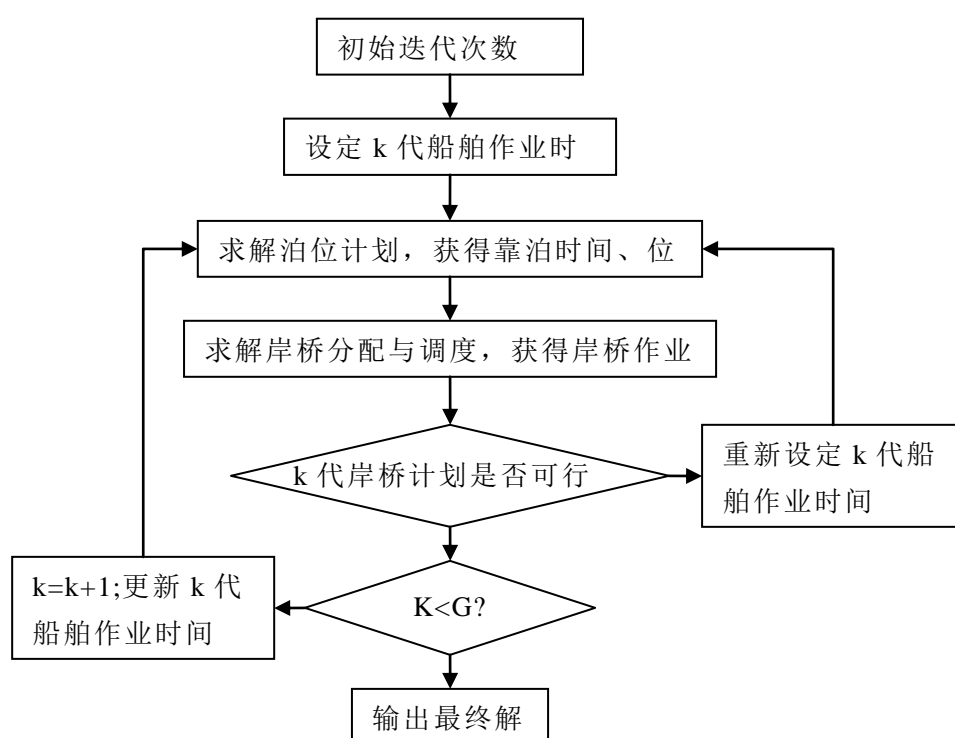 初始迭代次数
设定 k 代船舶作业时
求解泊位计划，获得靠泊时间、位
求解岸桥分配与调度，获得岸桥作业
k 代岸桥计划是否可行
重新设定 k 代船
舶作业时间
k=k+1;更新 k 代
船舶作业时间
K<G?
输出最终解